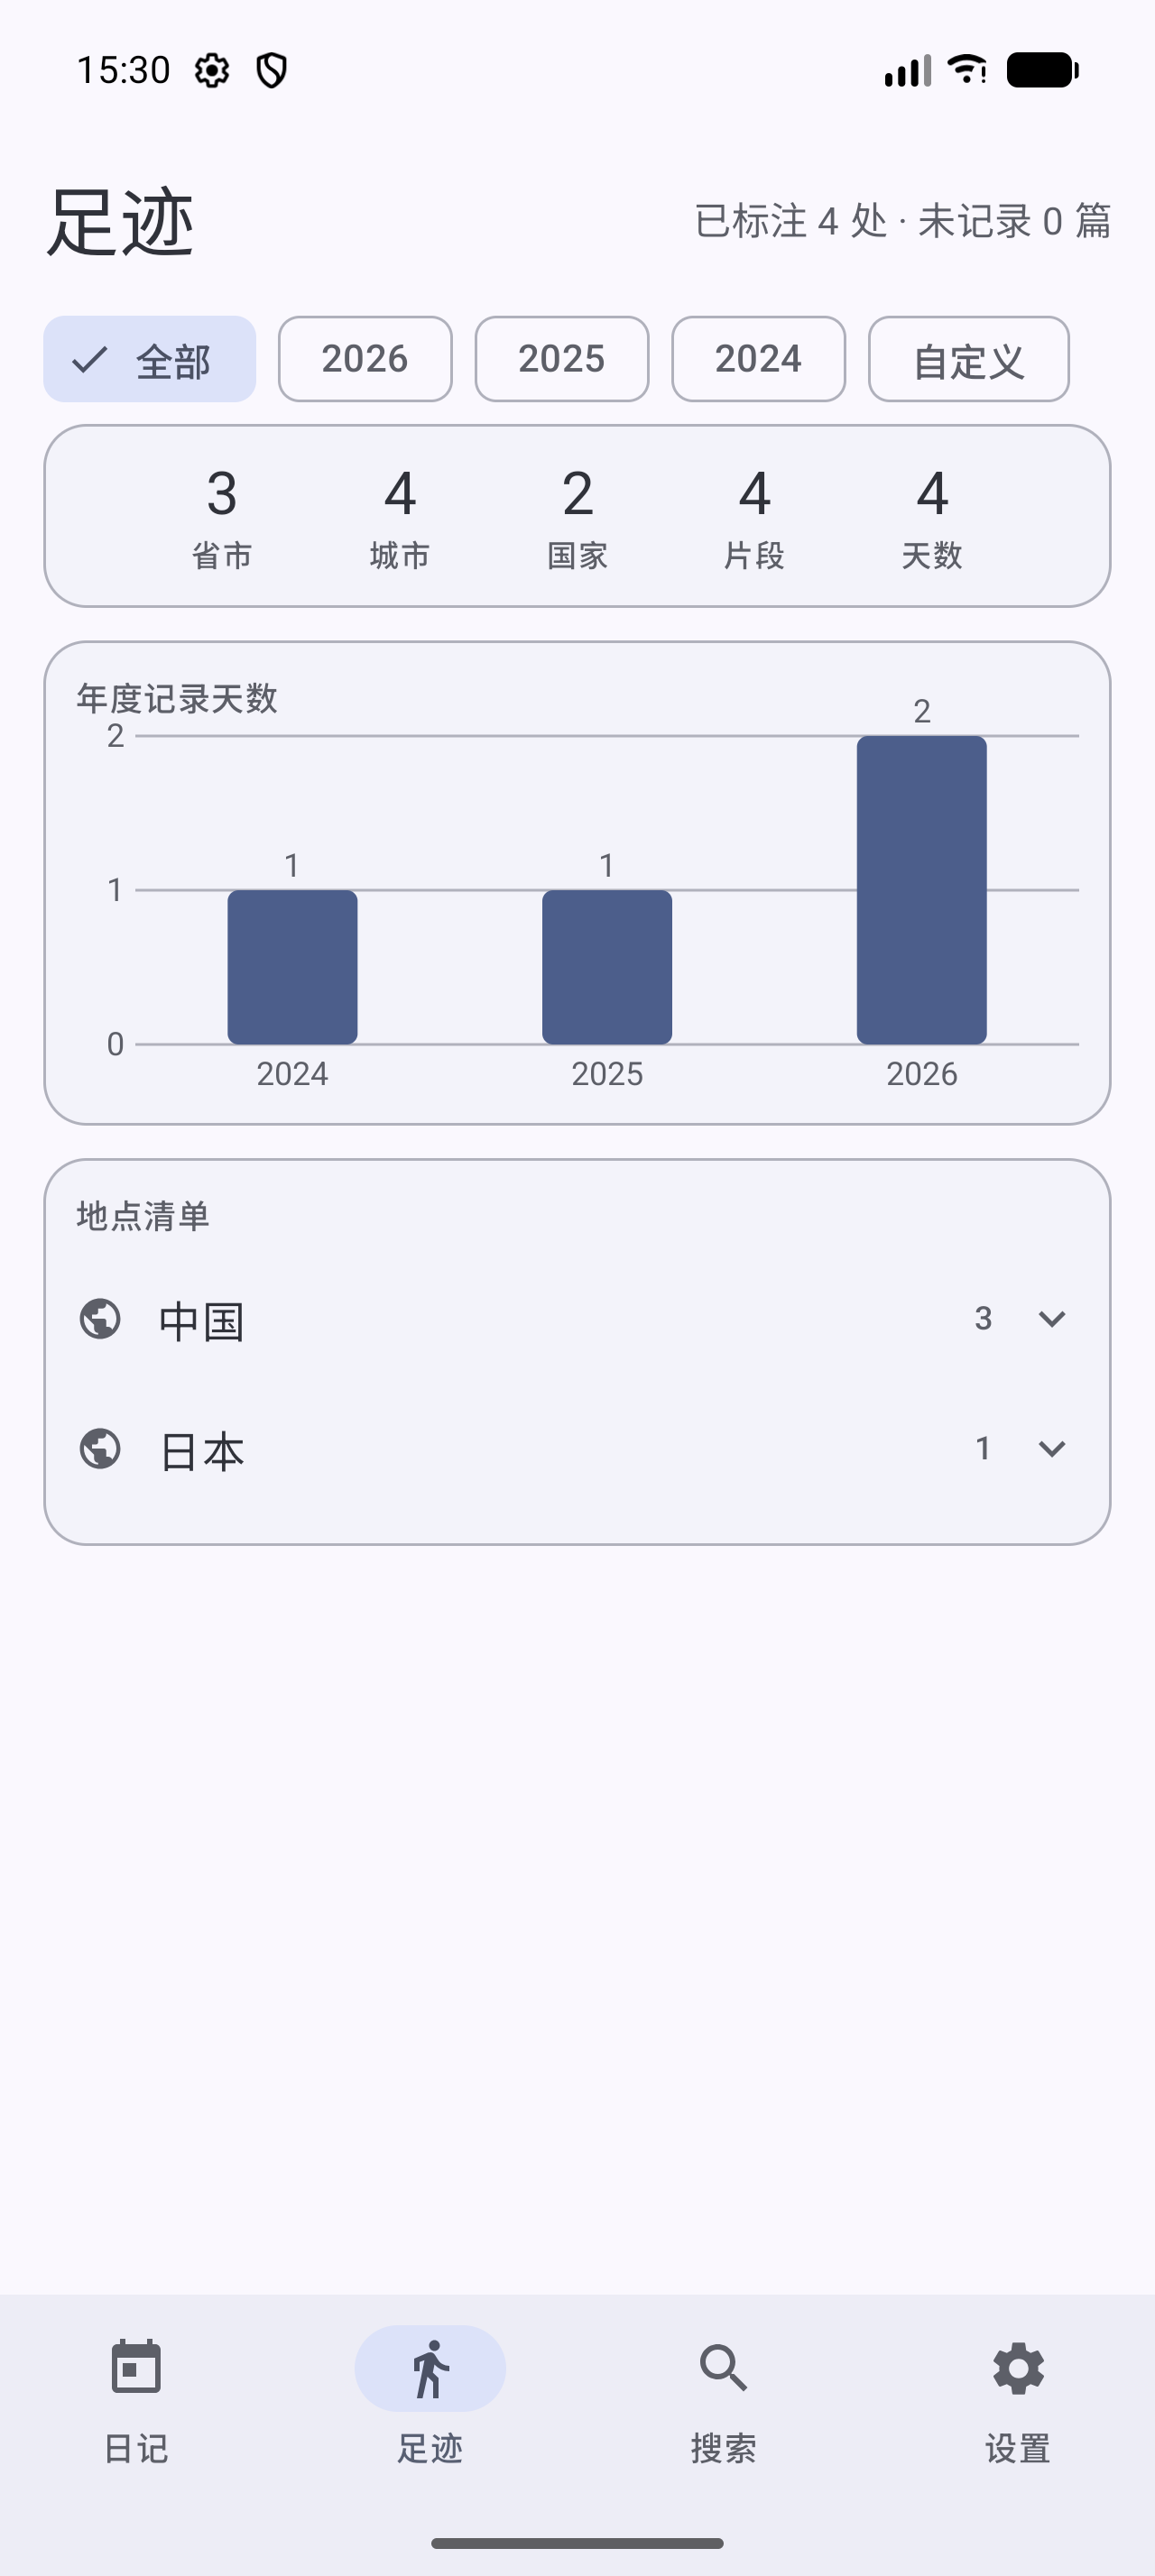 15:30
足迹
已标注 4 处 · 未记录 0 篇
全部 2026 2025 2024 自定义
3 4 2 4 4
省市 城市 国家 片段 天数
年度记录天数
2
2
1 1
1
0
2024 2025 2026
地点清单
中国 3
日本 1
日记 足迹 搜索 设置